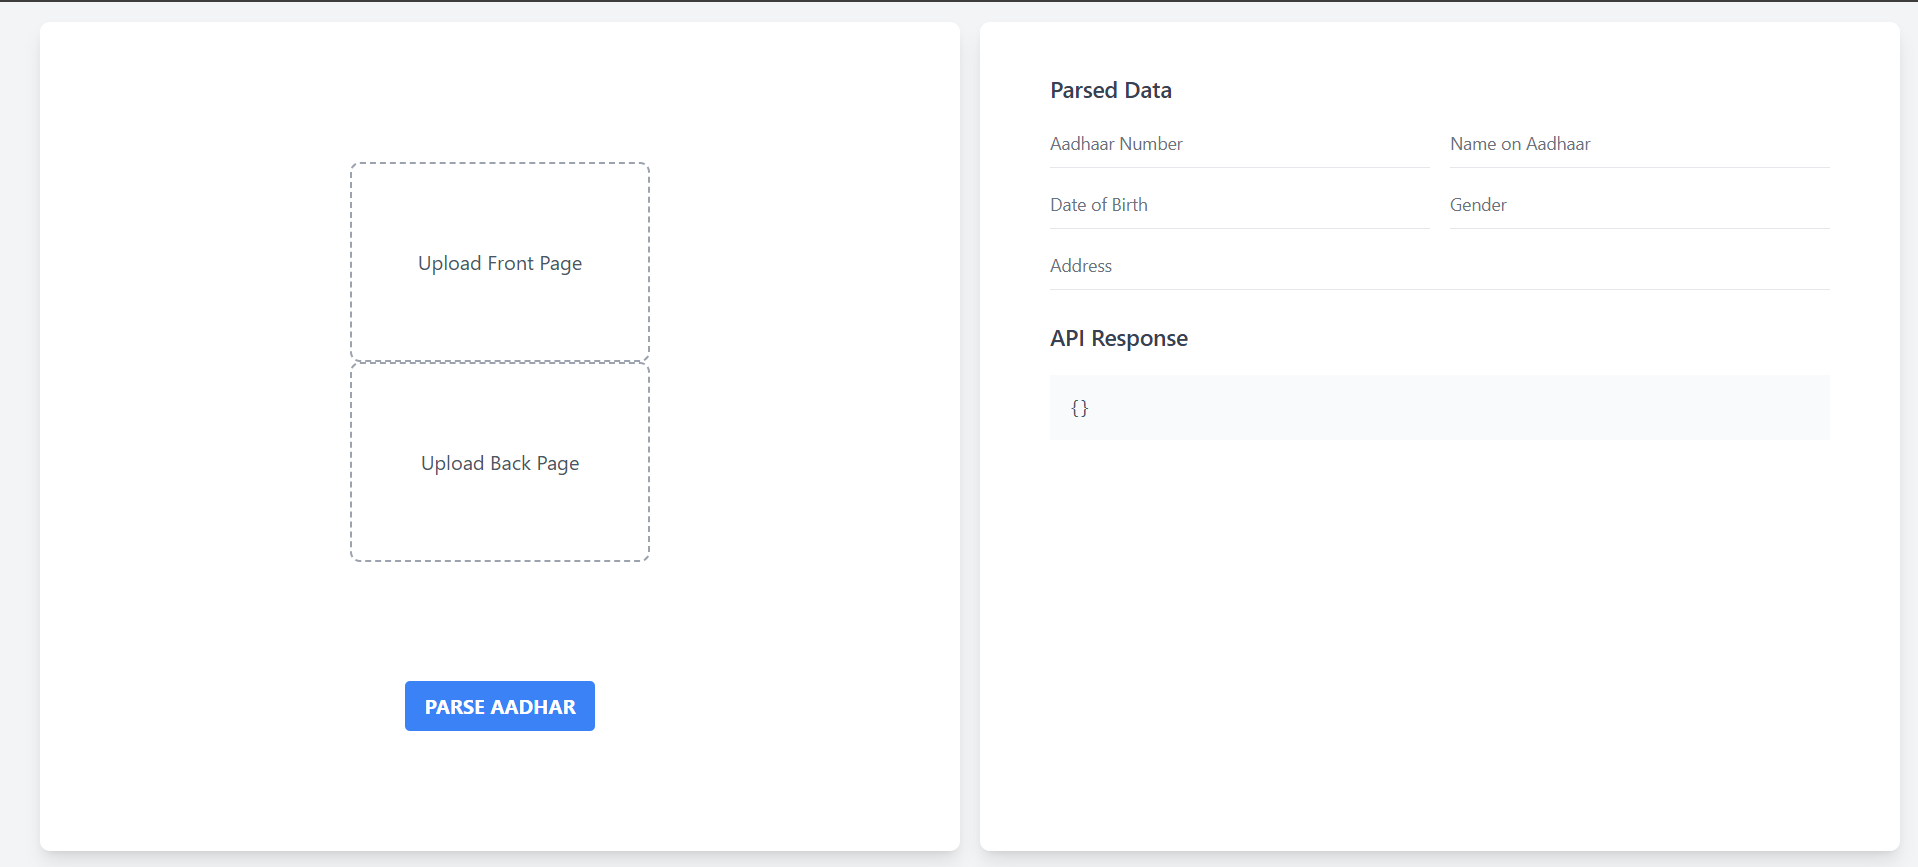 Upload Front Page
Upload Back Page
PARSE AADHAR
Parsed Data
Aadhaar Number
Name on Aadhaar
Date of Birth
Gender
Address
API Response
{}